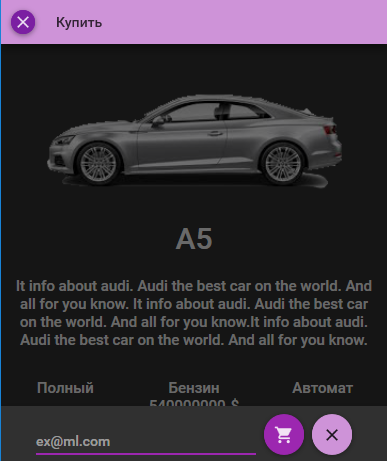 Купить
A5
It info about audi. Audi the best car on the world. And
all for you know. It info about audi. Audi the best car
on the world. And all for you know.It info about audi.
Audi the best car on the world. And all for you know.
Полный Бензин Автомат
540000000 $
ex@ml.com